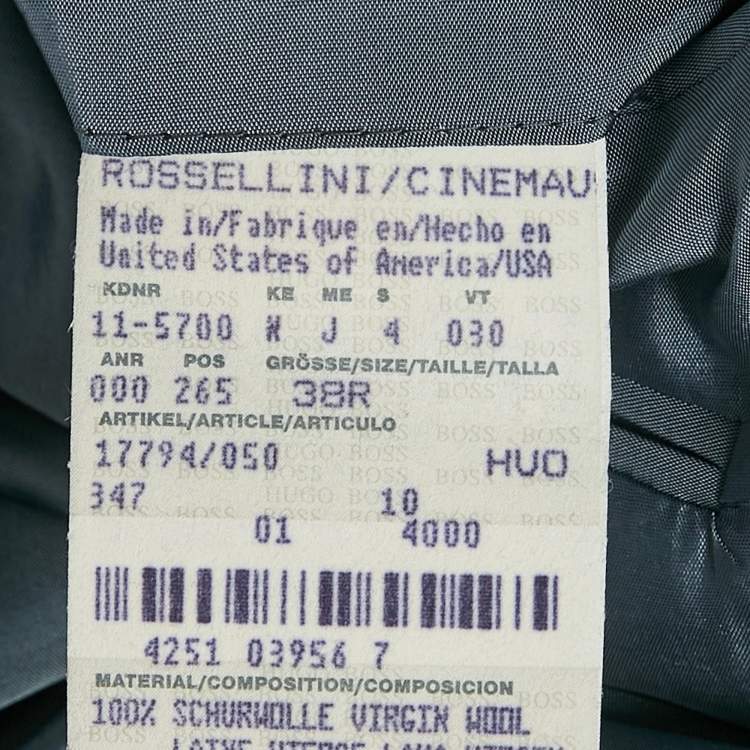 ROSSELLINI/CINEMAU
Made in/Fabrique en/Hecho en
United States of America/USA
KDNR KE ME S VT
11-5700 W J 4 030
ANR POS GRÖSSE/SIZE/TAILLE/TALLA
000 265 38R
ARTIKEL/ARTICLE/ARTICULO
17794/050 HVO
347 10
01 4000
4251 03956 7
MATERIAL/COMPOSITION/COMPOSICION
100% SCHURWOLLE VIRGIN WOOL